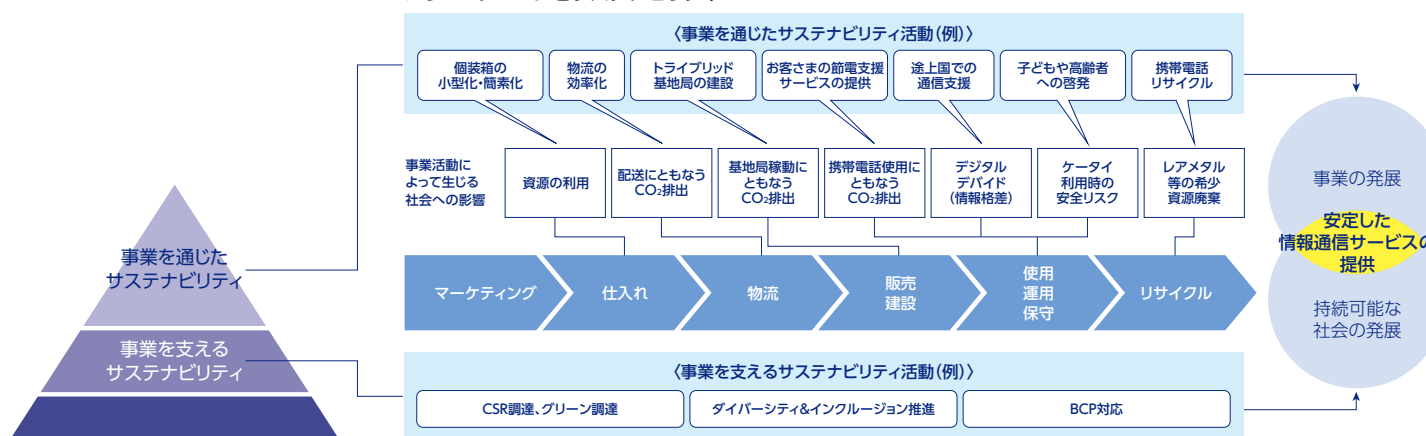 〈事業を通じたサステナビリティ活動（例）〉
個装箱の
小型化・簡素化
物流の
効率化
トライブリッド
基地局の建設
お客さまの節電支援
サービスの提供
途上国での
通信支援
子どもや高齢者
への啓発
携帯電話
リサイクル
事業活動に
よって生じる
社会への影響
資源の利用
配送にともなう
CO₂排出
基地局稼動に
ともなう
CO₂排出
携帯電話使用に
ともなう
CO₂排出
デジタル
デバイド
（情報格差）
ケータイ
利用時の
安全リスク
レアメタル
等の希少
資源廃棄
マーケティング
仕入れ
物流
販売
建設
使用
運用
保守
リサイクル
事業を通じた
サステナビリティ
事業を支える
サステナビリティ
〈事業を支えるサステナビリティ活動（例）〉
CSR調達、グリーン調達
ダイバーシティ&インクルージョン推進
BCP対応
事業の発展
安定した
情報通信サービスの
提供
持続可能な
社会の発展